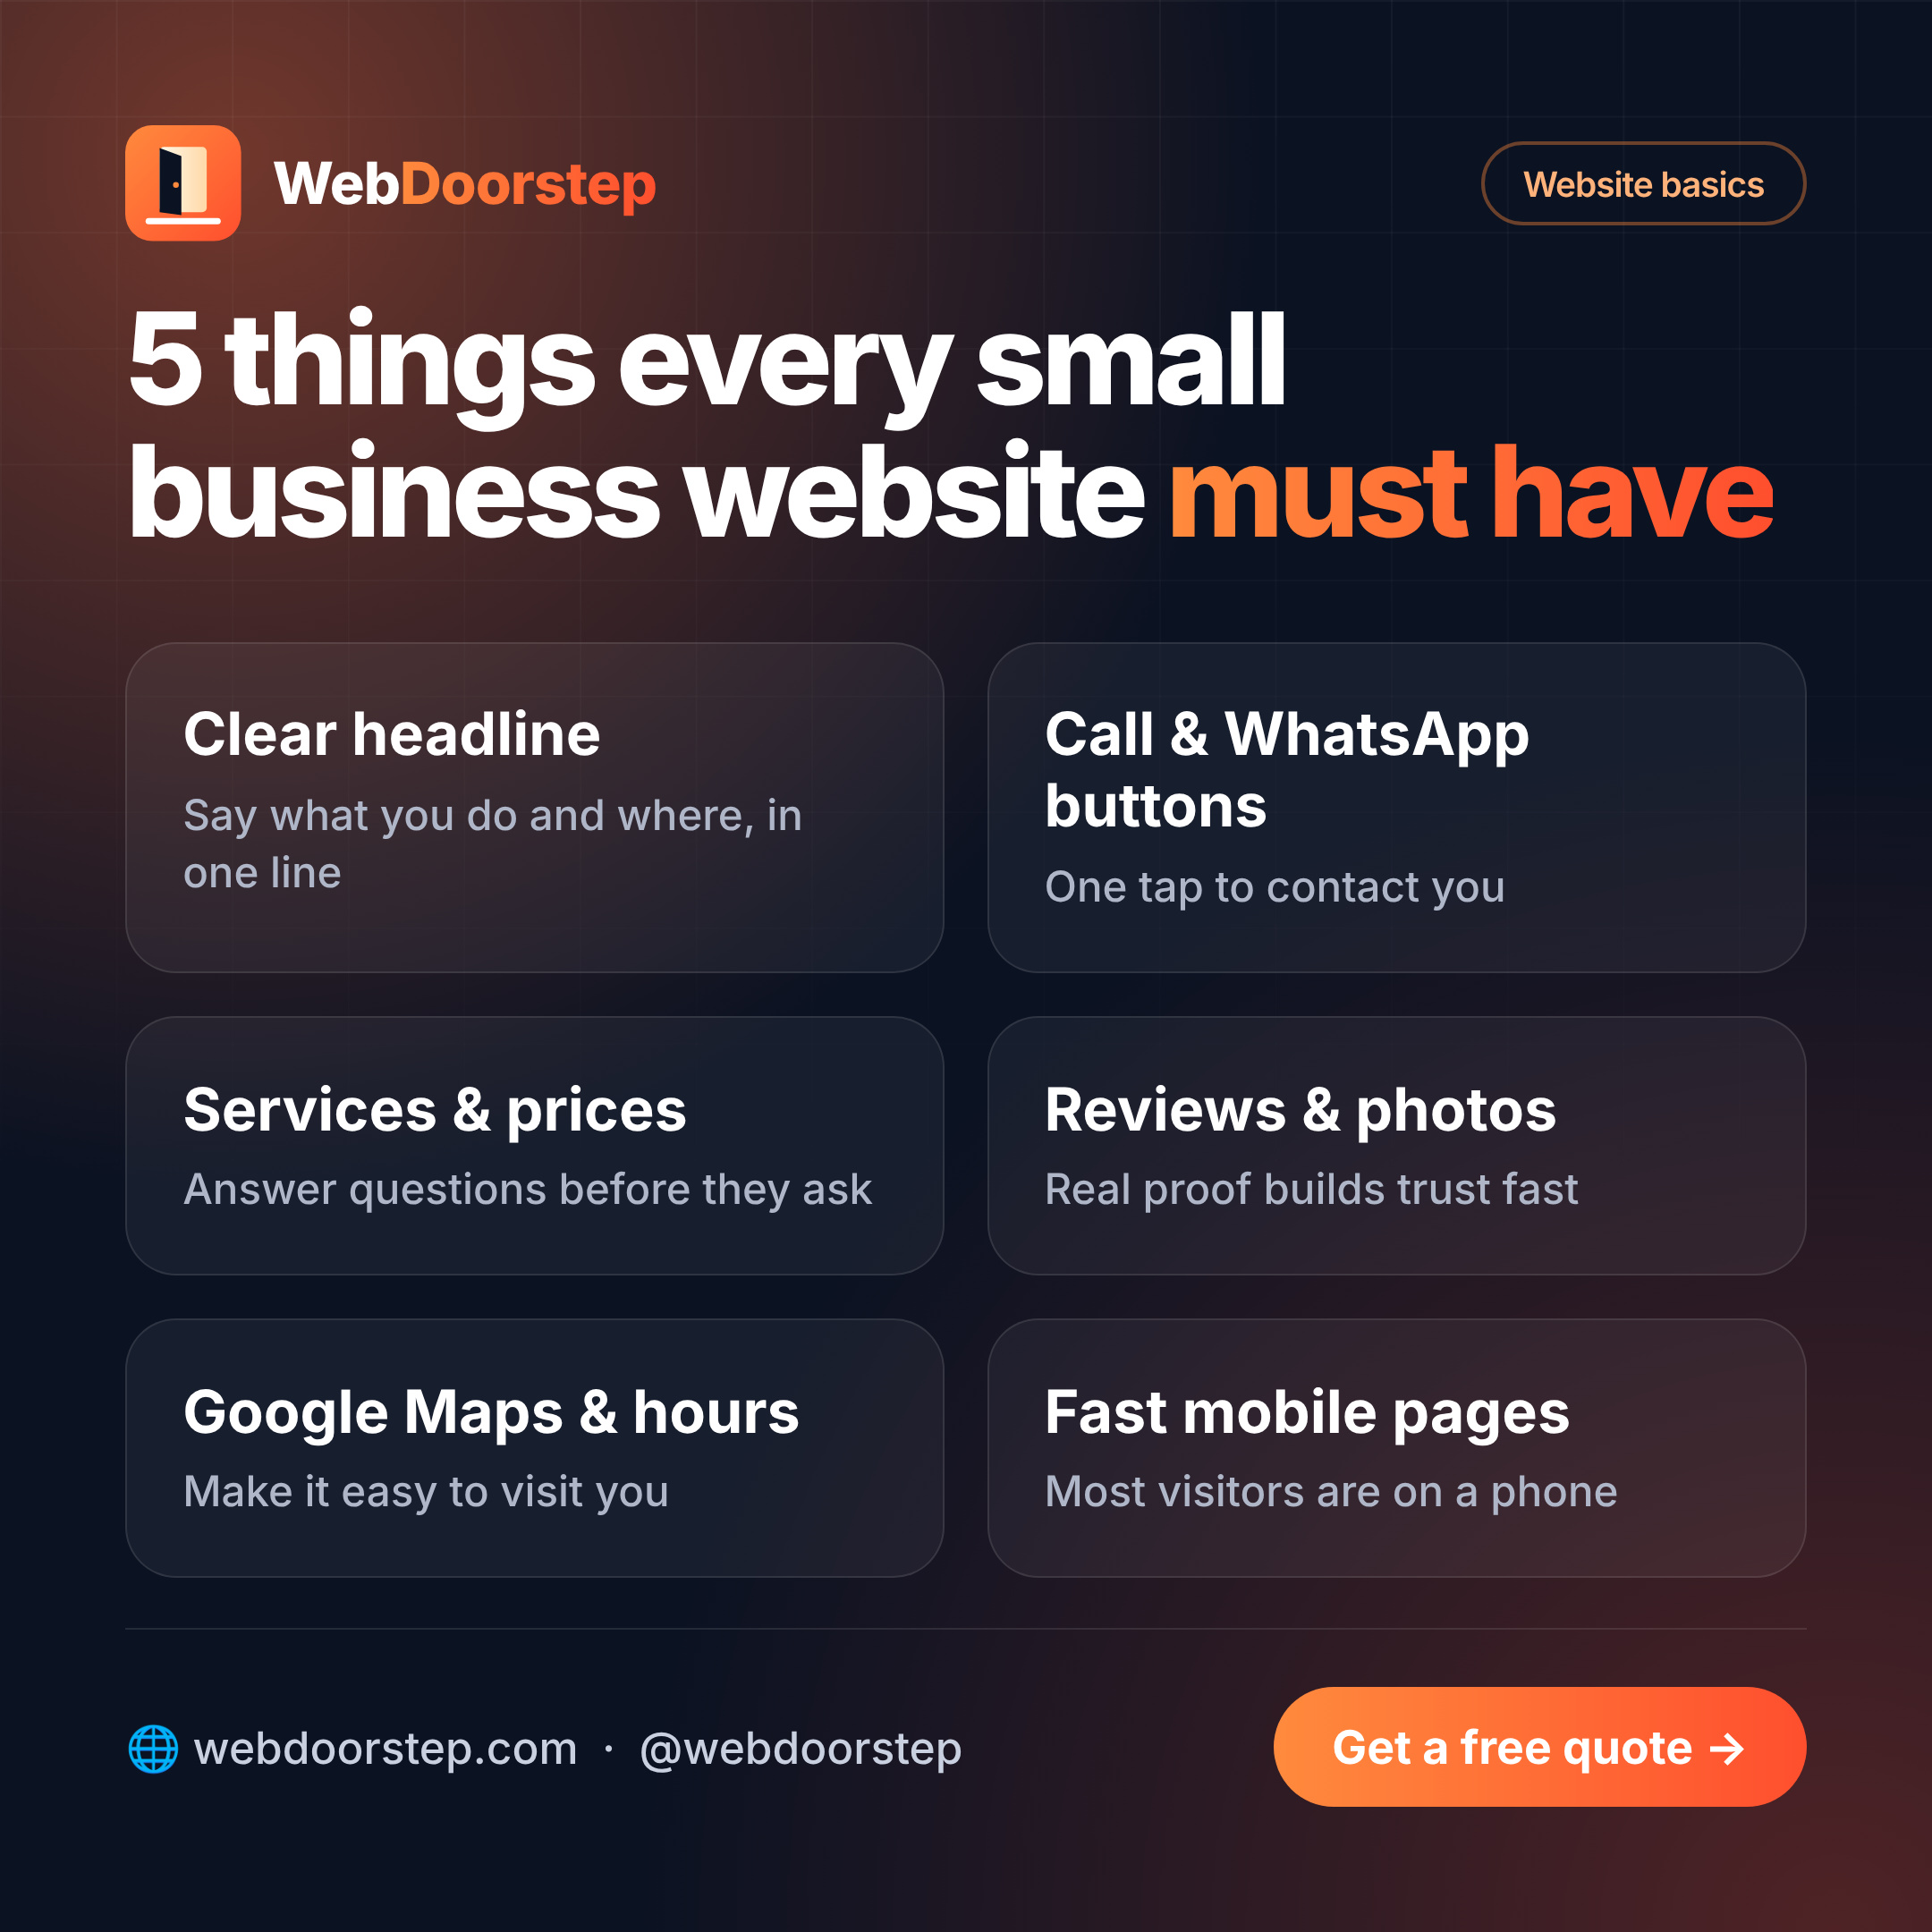 WebDoorstep
Website basics
5 things every small
business website must have
Clear headline
Say what you do and where, in
one line
Call & WhatsApp
buttons
One tap to contact you
Services & prices
Answer questions before they ask
Reviews & photos
Real proof builds trust fast
Google Maps & hours
Make it easy to visit you
Fast mobile pages
Most visitors are on a phone
🌐 webdoorstep.com · @webdoorstep
Get a free quote →